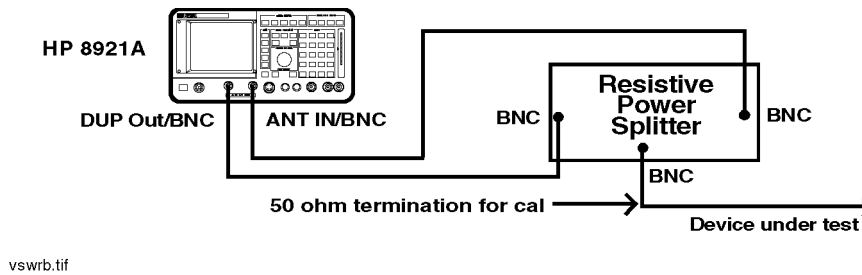 HP 8921A
DUP Out/BNC
ANT IN/BNC
Resistive
Power
Splitter
BNC
BNC
BNC
50 ohm termination for cal
Device under test
vswrb.tif